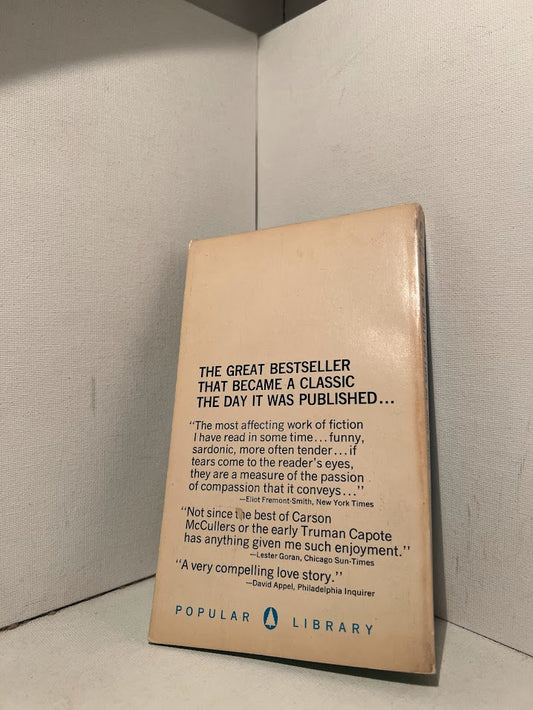 THE GREAT BESTSELLER
THAT BECAME A CLASSIC
THE DAY IT WAS PUBLISHED...
“The most affecting work of fiction
I have read in some time...funny,
sardonic, more often tender...if
tears come to the reader's eyes,
they are a measure of the passion
of compassion that it conveys...”
—Eliot Fremont-Smith, New York Times
“Not since the best of Carson
McCullers or the early Truman Capote
has anything given me such enjoyment.”
—Lester Goran, Chicago Sun-Times
“A very compelling love story.”
—David Appel, Philadelphia Inquirer
POPULAR LIBRARY